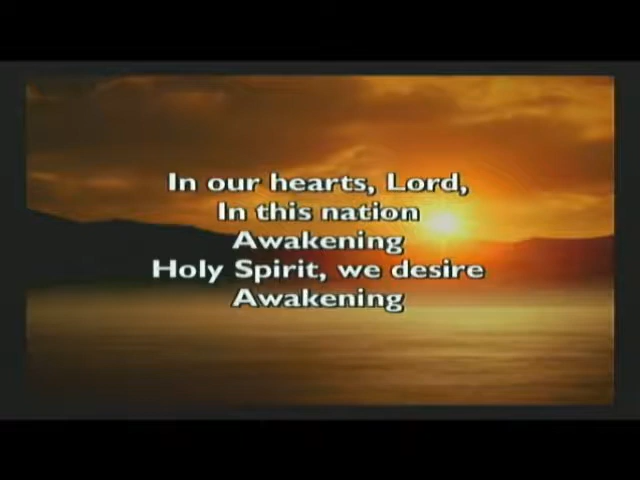 In our hearts, Lord,
In this nation
Awakening
Holy Spirit, we desire
Awakening